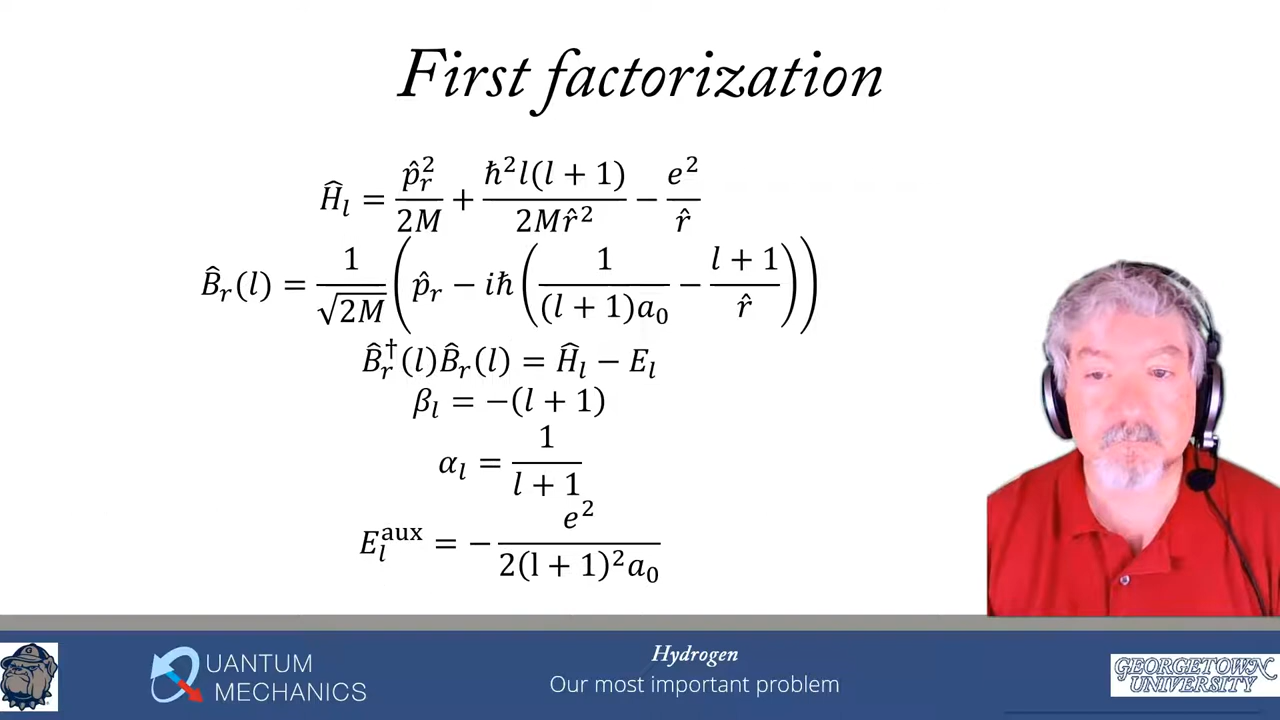 First factorization
Ĥ_l = p̂_r²/2M + ħ²l(l + 1)/2Mr̂² − e²/r̂
B̂_r(l) = 1/√2M (p̂_r − iħ (1/(l + 1)a₀ − l + 1/r̂))
B̂_r†(l)B̂_r(l) = Ĥ_l − E_l
β_l = −(l + 1)
α_l = 1/l + 1
E_l^aux = − e²/2(l + 1)²a₀
UANTUM
MECHANICS
Hydrogen
Our most important problem
GEORGETOWN
UNIVERSITY